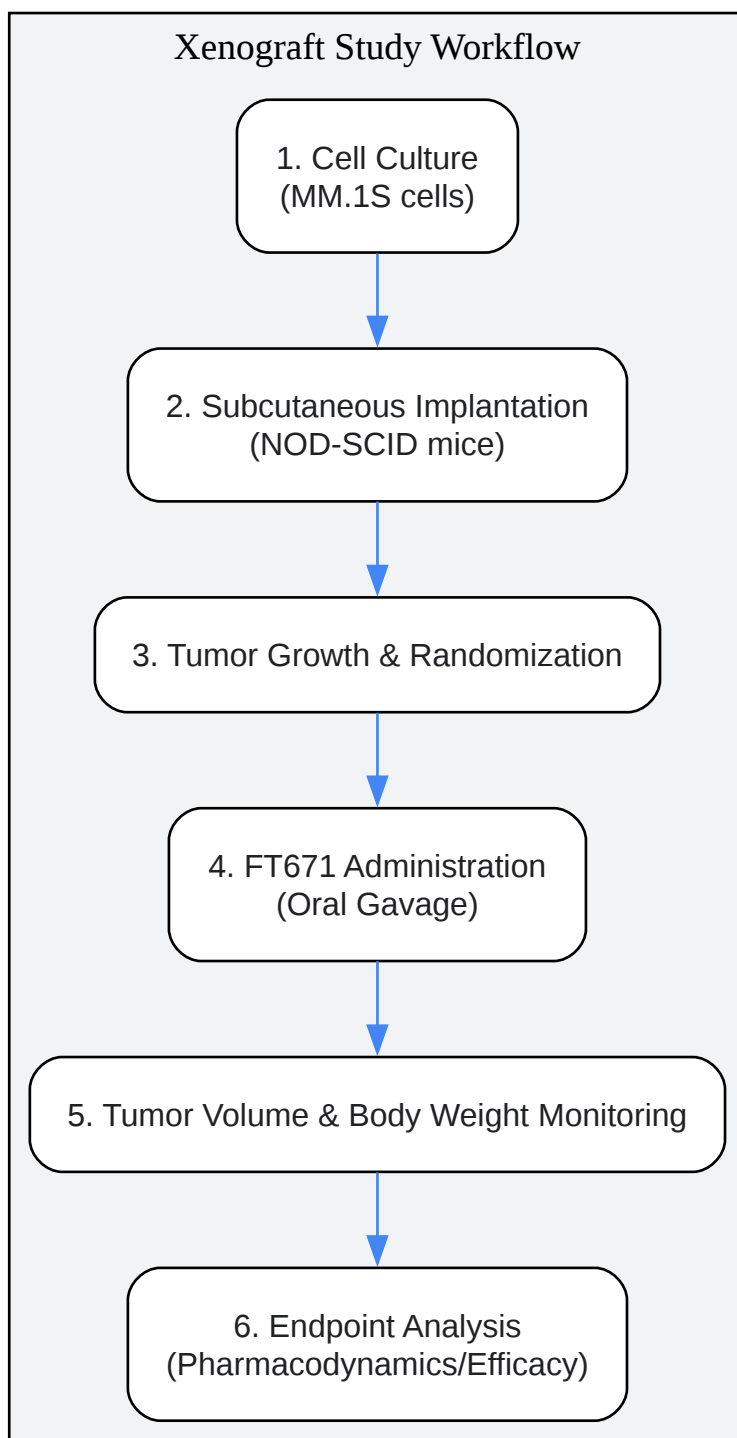 Xenograft Study Workflow
1. Cell Culture
(MM.1S cells)
2. Subcutaneous Implantation
(NOD-SCID mice)
3. Tumor Growth & Randomization
4. FT671 Administration
(Oral Gavage)
5. Tumor Volume & Body Weight Monitoring
6. Endpoint Analysis
(Pharmacodynamics/Efficacy)